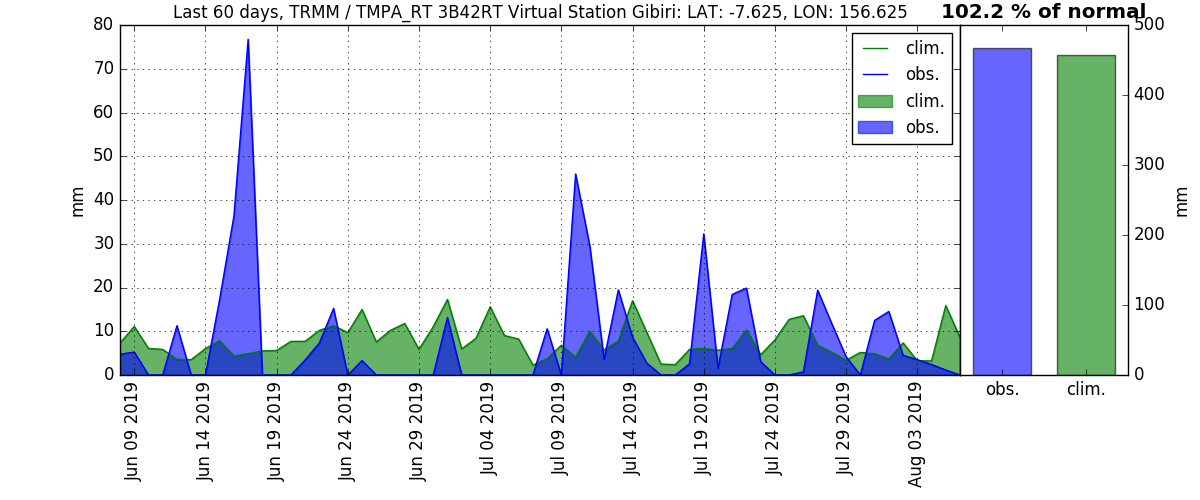 Last 60 days, TRMM / TMPA_RT 3B42RT Virtual Station Gibiri: LAT: -7.625, LON: 156.625
102.2 % of normal
80
70
60
50
40
30
20
10
0
mm
clim.
obs.
clim.
obs.
Jun 09 2019
Jun 14 2019
Jun 19 2019
Jun 24 2019
Jun 29 2019
Jul 04 2019
Jul 09 2019
Jul 14 2019
Jul 19 2019
Jul 24 2019
Jul 29 2019
Aug 03 2019
500
400
300
200
100
0
mm
obs.
clim.